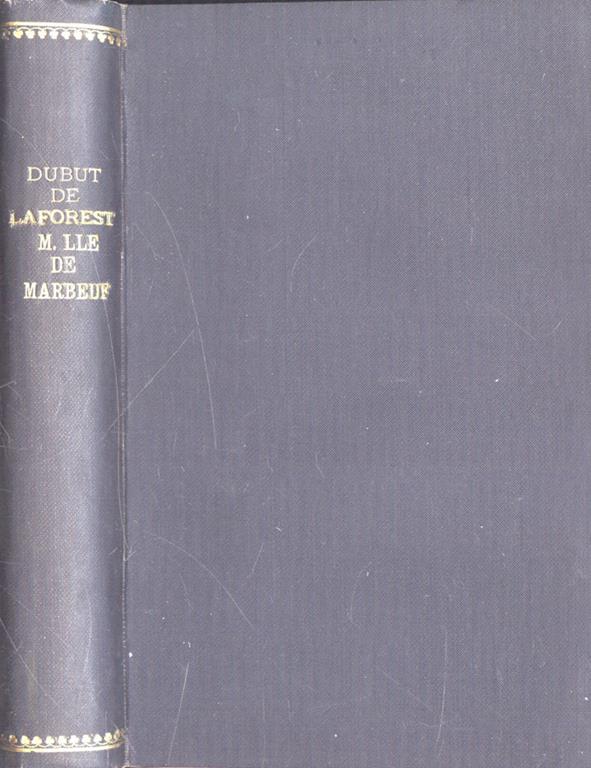 DUBUT
DE
LAFOREST
M. LLE
DE
MARBEUF